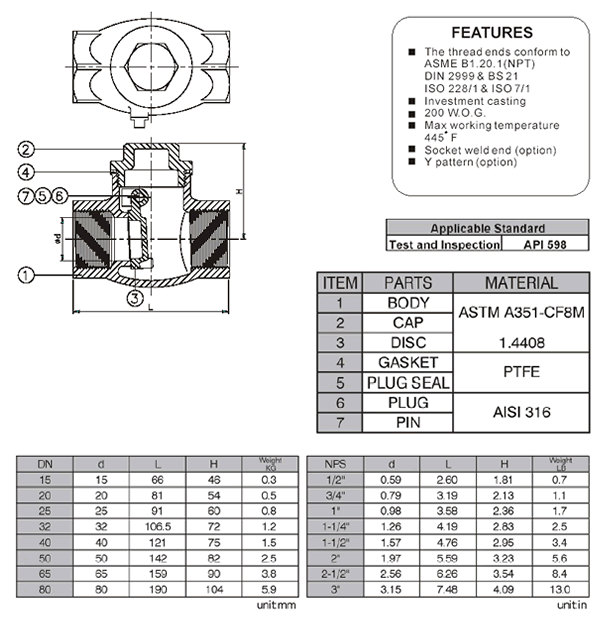 FEATURES
■ The thread ends conform to
ASME B1.20.1(NPT)
DIN 2999 & BS 21
ISO 228/1 & ISO 7/1
■ Investment casting
■ 200 W.O.G.
■ Max working temperature
445°F
■ Socket weld end (option)
■ Y pattern (option)
2
4
7 5 6
1
3
H
L
ød
Applicable Standard
Test and Inspection API 598
ITEM PARTS MATERIAL
1 BODY ASTM A351-CF8M
2 CAP
3 DISC 1.4408
4 GASKET PTFE
5 PLUG SEAL
6 PLUG AISI 316
7 PIN
DN d L H Weight KG
15 15 66 46 0.3
20 20 81 54 0.5
25 25 91 60 0.8
32 32 106.5 72 1.2
40 40 121 75 1.5
50 50 142 82 2.5
65 65 159 90 3.8
80 80 190 104 5.9
unit:mm
NPS d L H Weight LB
1/2" 0.59 2.60 1.81 0.7
3/4" 0.79 3.19 2.13 1.1
1" 0.98 3.58 2.36 1.7
1-1/4" 1.26 4.19 2.83 2.5
1-1/2" 1.57 4.76 2.95 3.4
2" 1.97 5.59 3.23 5.6
2-1/2" 2.56 6.26 3.54 8.4
3" 3.15 7.48 4.09 13.0
unit:in